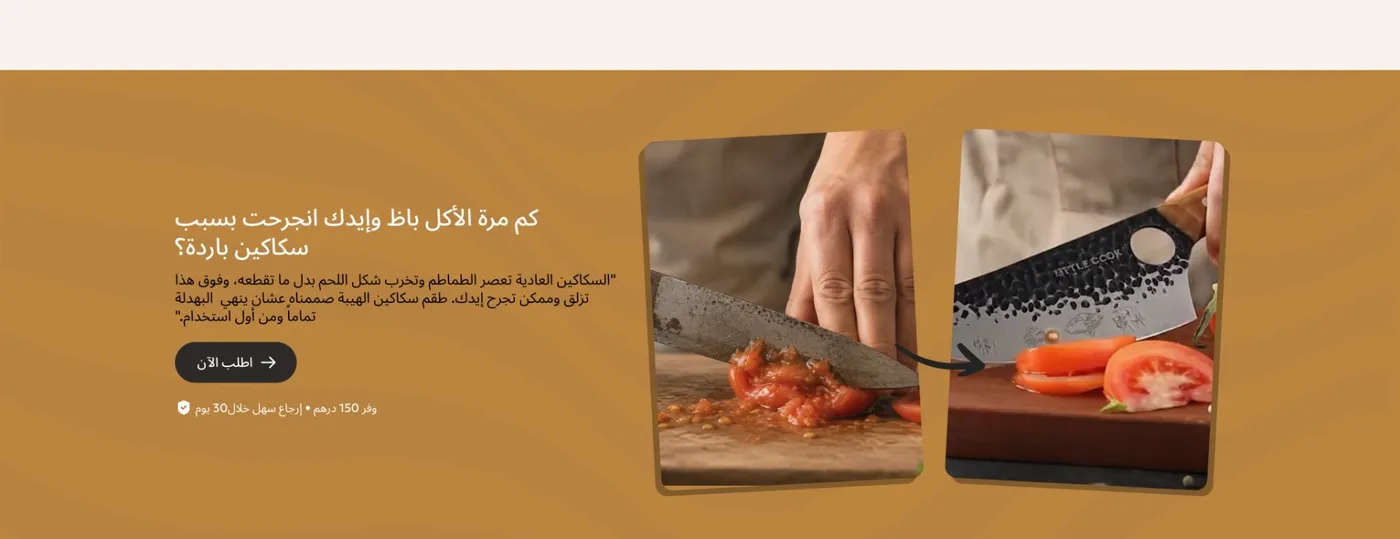 كم مرة الأكل باظ وإيدك انجرحت بسبب
سكاكين باردة؟
"السكاكين العادية تعصر الطماطم وتخرب شكل اللحم بدل ما تقطعه، وفوق هذا
تزلق وممكن تجرح إيدك. طقم سكاكين الهيبة صممناه عشان ينهي البهدلة
تماماً ومن أول استخدام."
اطلب الآن
وفر 150 درهم • إرجاع سهل خلال30 يوم
LITTLE COOK